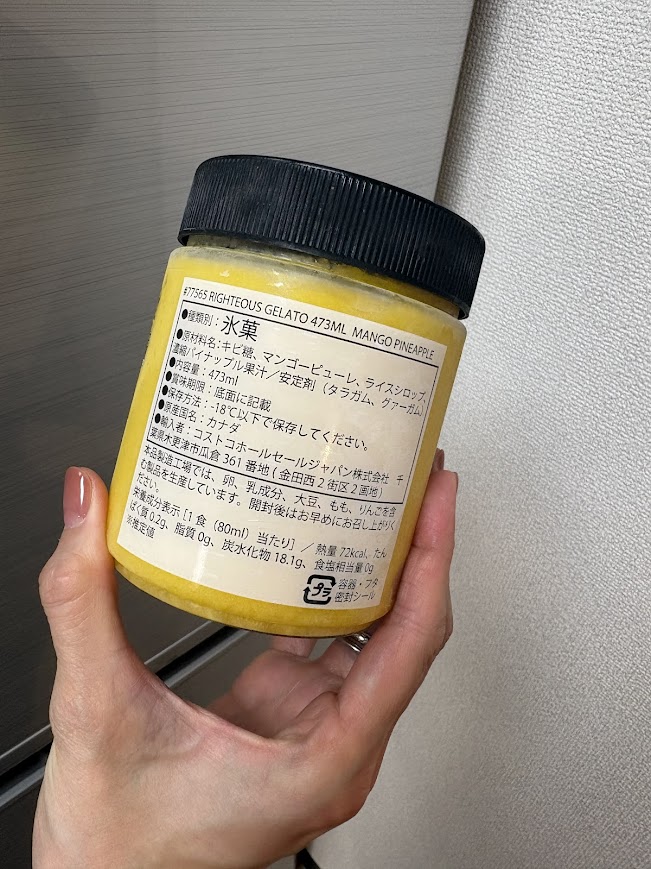 #77565 RIGHTEOUS GELATO 473ML MANGO PINEAPPLE
●種類別：氷菓
●原材料名：キビ糖、マンゴーピューレ、ライスシロップ、
濃縮パイナップル果汁／安定剤（タラガム、グァーガム）
●内容量：473ml
●賞味期限：底面に記載
●保存方法：-18℃以下で保存してください。
●原産国名：カナダ
●輸入者：コストコホールセールジャパン株式会社 千
葉県木更津市瓜倉 361 番地 ( 金田西 2 街区 2 画地 )
本品製造工場では、卵、乳成分、大豆、もも、りんごを含
む製品を生産しています。開封後はお早めにお召し上がりく
ださい。
栄養成分表示 [ 1 食（80ml）当たり］／熱量 72kcal、たん
ぱく質 0.2g、脂質 0g、炭水化物 18.1g、食塩相当量 0g
※推定値
プラ
容器・フタ
密封シール